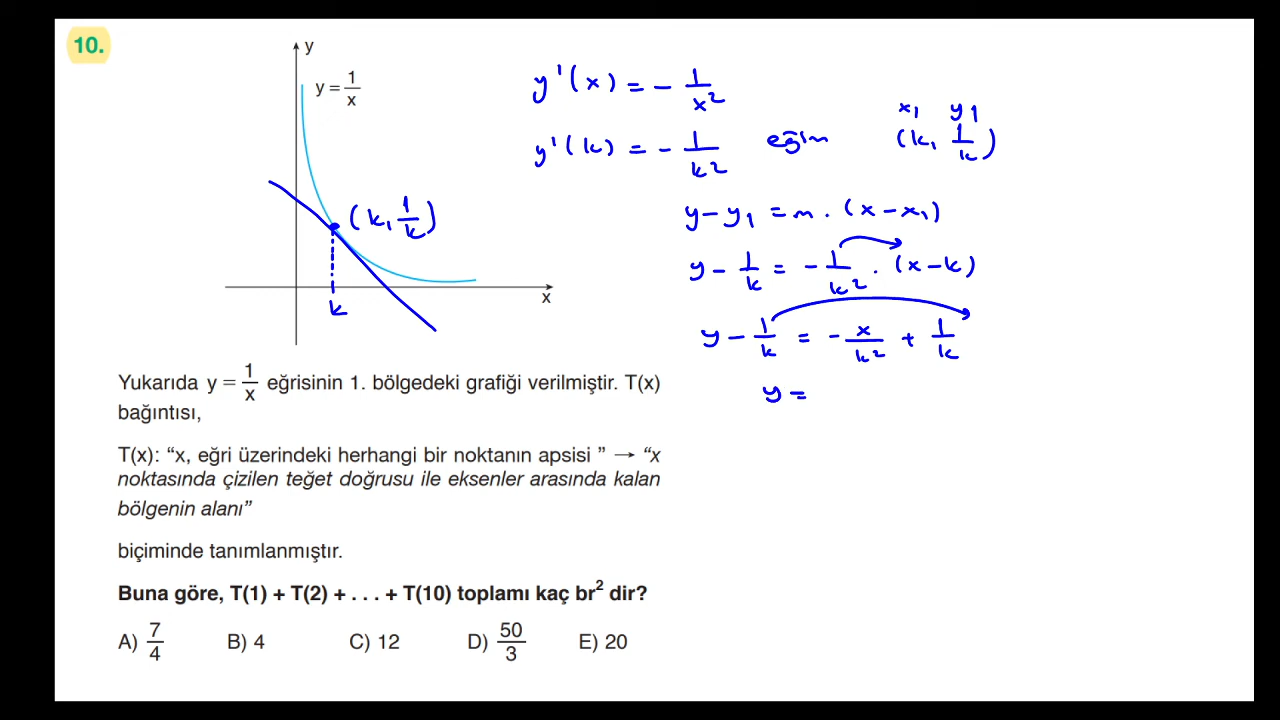 10.
y
y = 1/x
x
(k, 1/k)
k
y'(x) = - 1/x²
y'(k) = - 1/k² eğim
x₁ y₁
(k, 1/k)
y - y₁ = m . (x - x₁)
y - 1/k = - 1/k² . (x - k)
y - 1/k = - x/k² + 1/k
y =
Yukarıda y = 1/x eğrisinin 1. bölgedeki grafiği verilmiştir. T(x)
bağıntısı,
T(x): “x, eğri üzerindeki herhangi bir noktanın apsisi ” → “x
noktasında çizilen teğet doğrusu ile eksenler arasında kalan
bölgenin alanı”
biçiminde tanımlanmıştır.
Buna göre, T(1) + T(2) + . . . + T(10) toplamı kaç br² dir?
A) 7/4 B) 4 C) 12 D) 50/3 E) 20